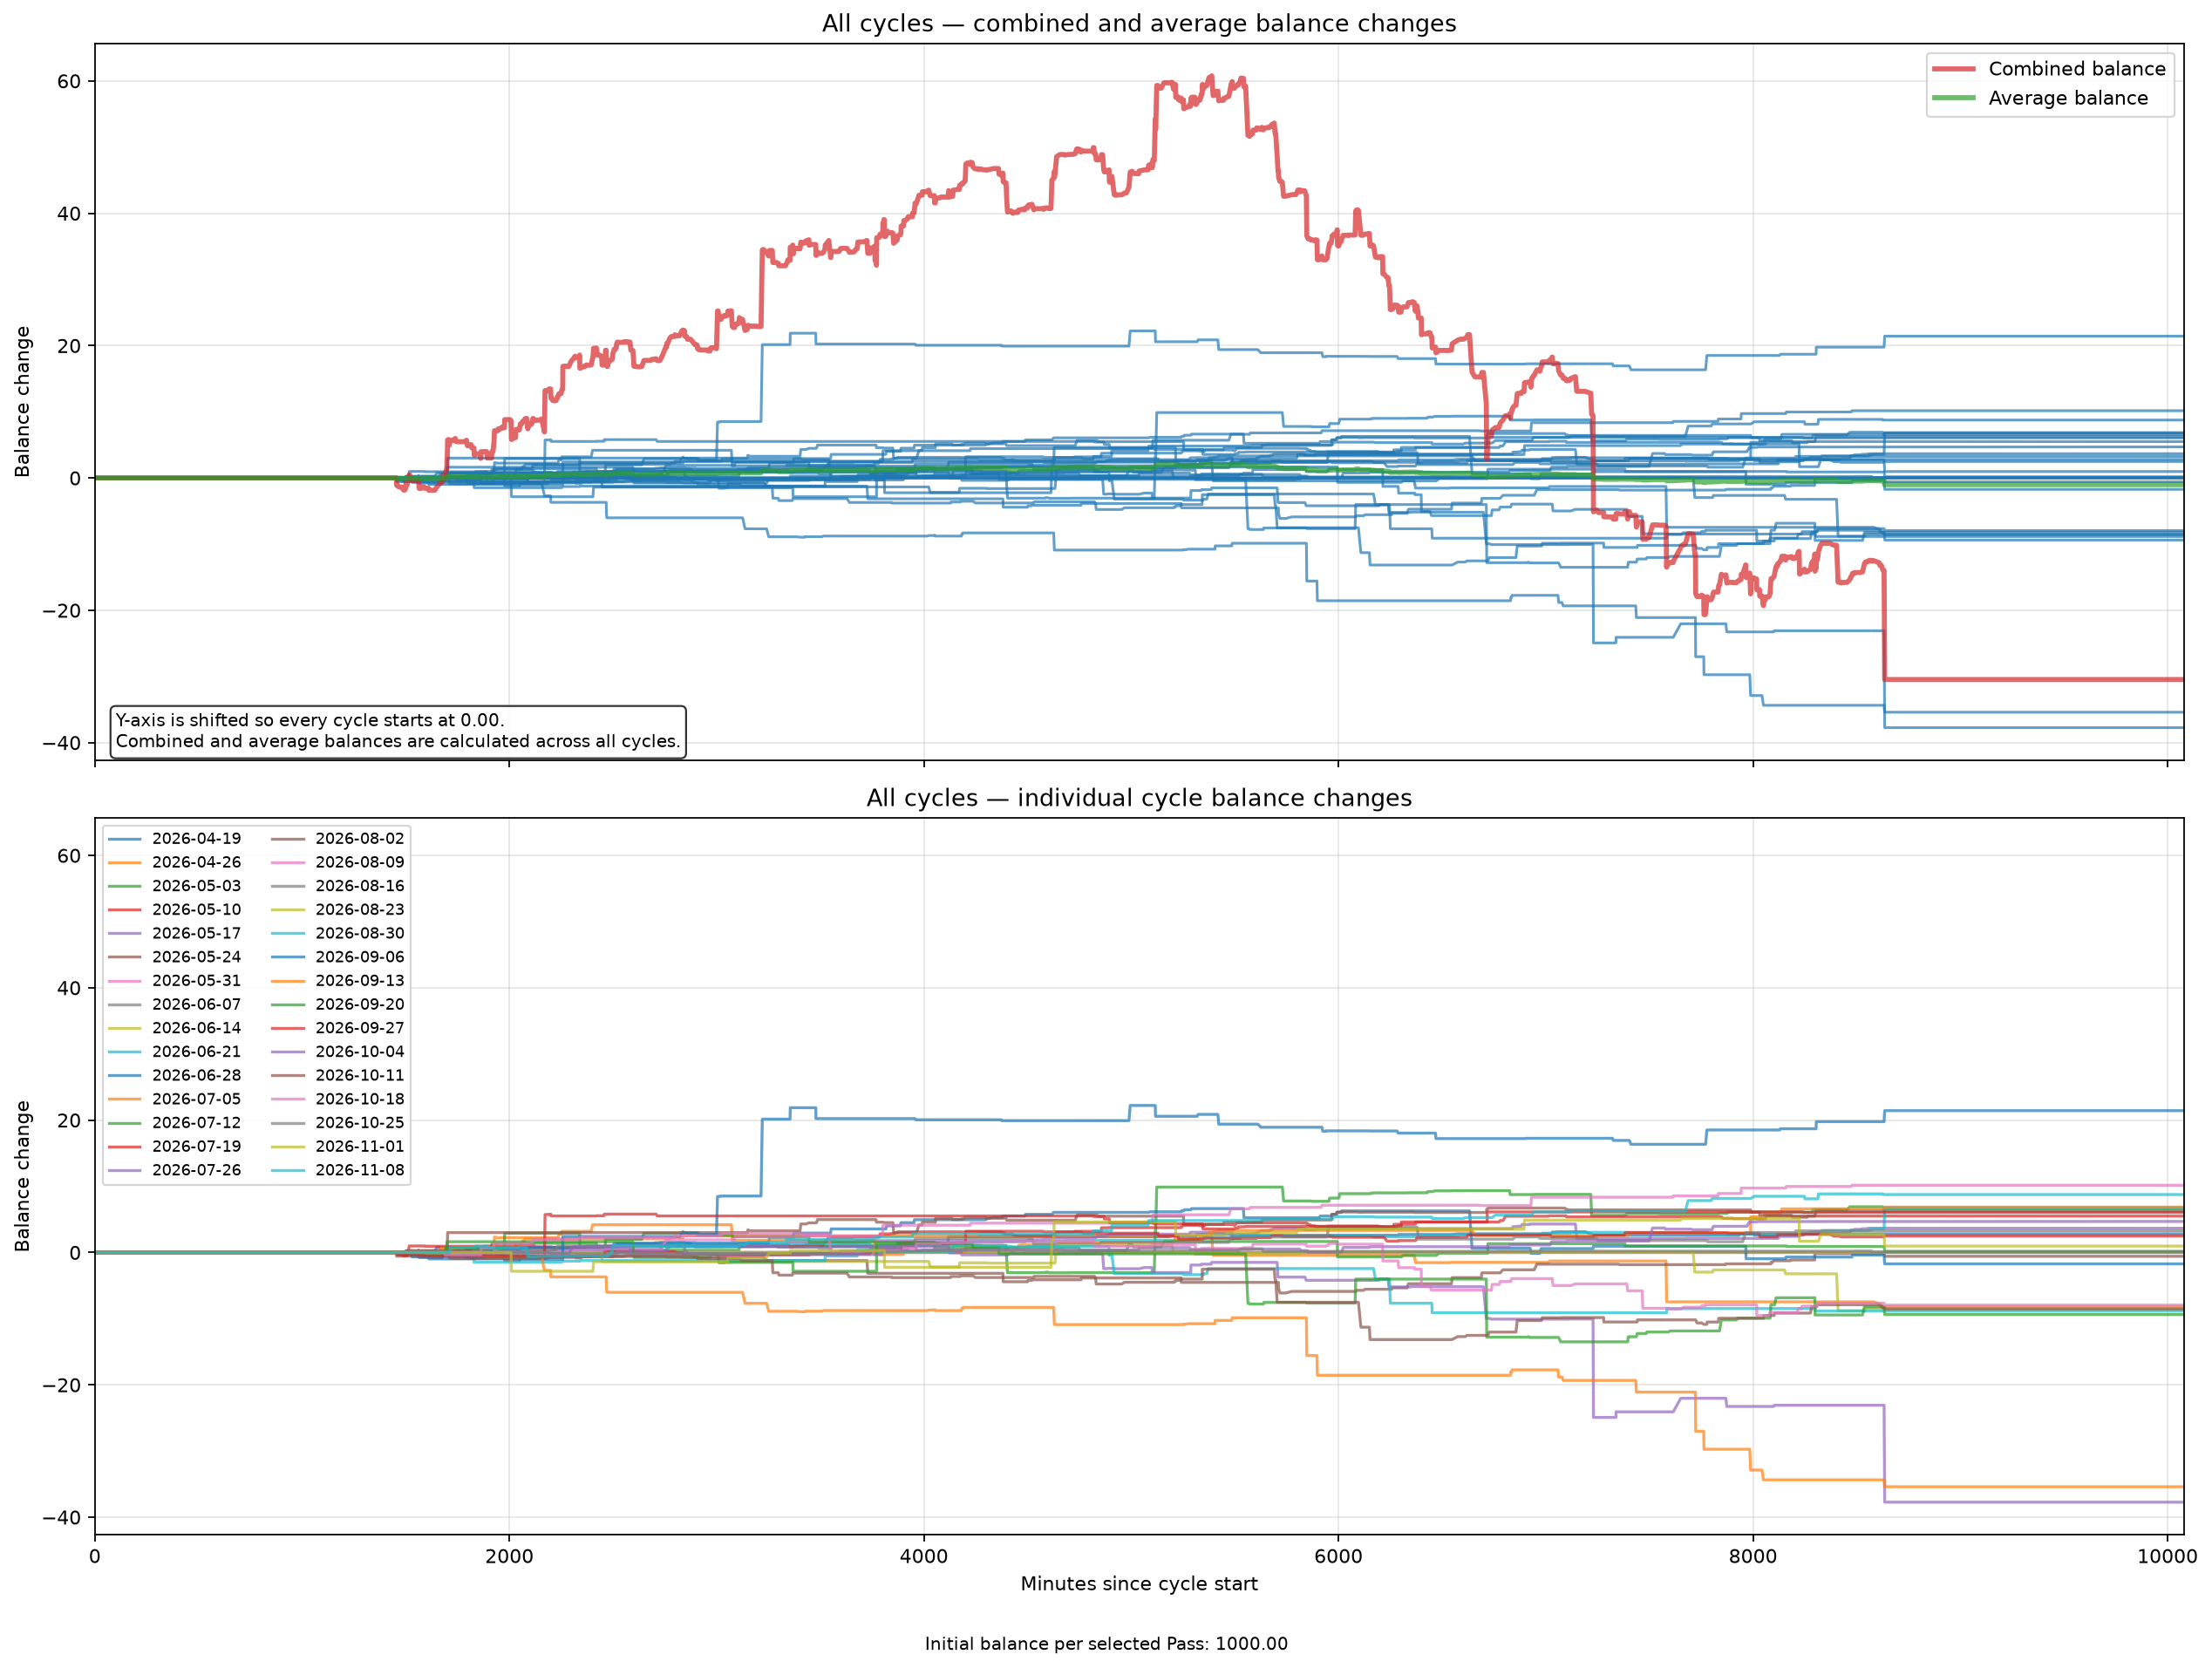 All cycles — combined and average balance changes
Combined balance
Average balance
60
40
20
0
−20
−40
Balance change
Y-axis is shifted so every cycle starts at 0.00.
Combined and average balances are calculated across all cycles.
All cycles — individual cycle balance changes
2026-04-19 2026-08-02
2026-04-26 2026-08-09
2026-05-03 2026-08-16
2026-05-10 2026-08-23
2026-05-17 2026-08-30
2026-05-24 2026-09-06
2026-05-31 2026-09-13
2026-06-07 2026-09-20
2026-06-14 2026-09-27
2026-06-21 2026-10-04
2026-06-28 2026-10-11
2026-07-05 2026-10-18
2026-07-12 2026-10-25
2026-07-19 2026-11-01
2026-07-26 2026-11-08
60
40
20
0
−20
−40
Balance change
0 2000 4000 6000 8000 10000
Minutes since cycle start
Initial balance per selected Pass: 1000.00